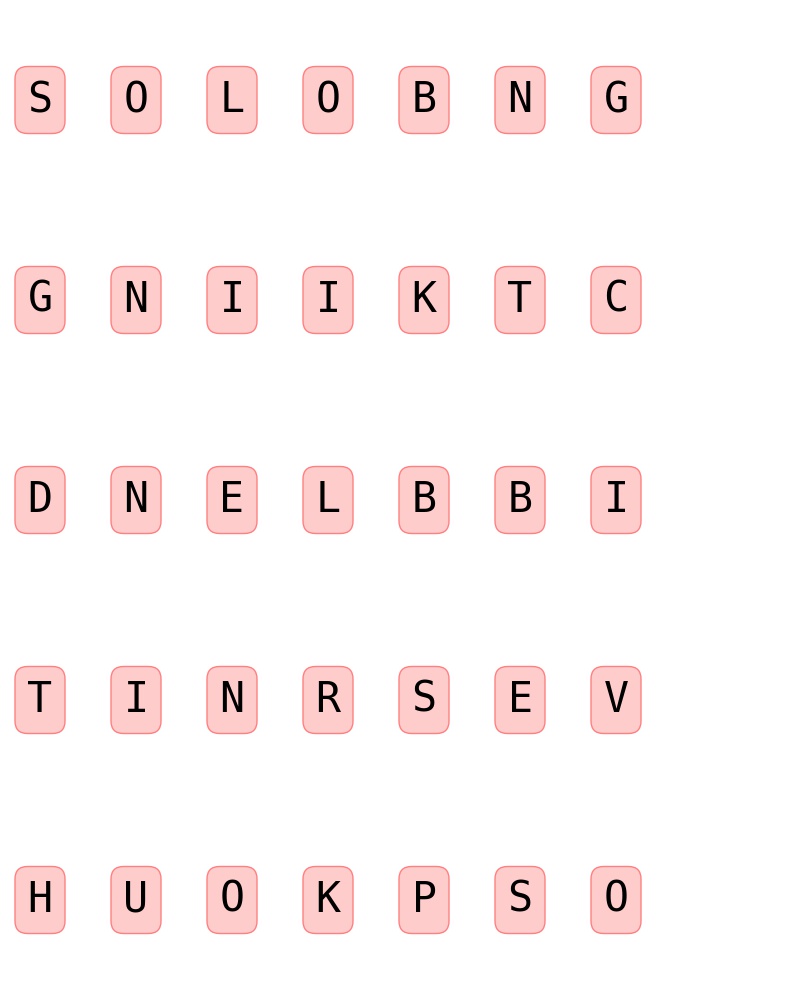 S O L O B N G
G N I I K T C
D N E L B B I
T I N R S E V
H U O K P S O